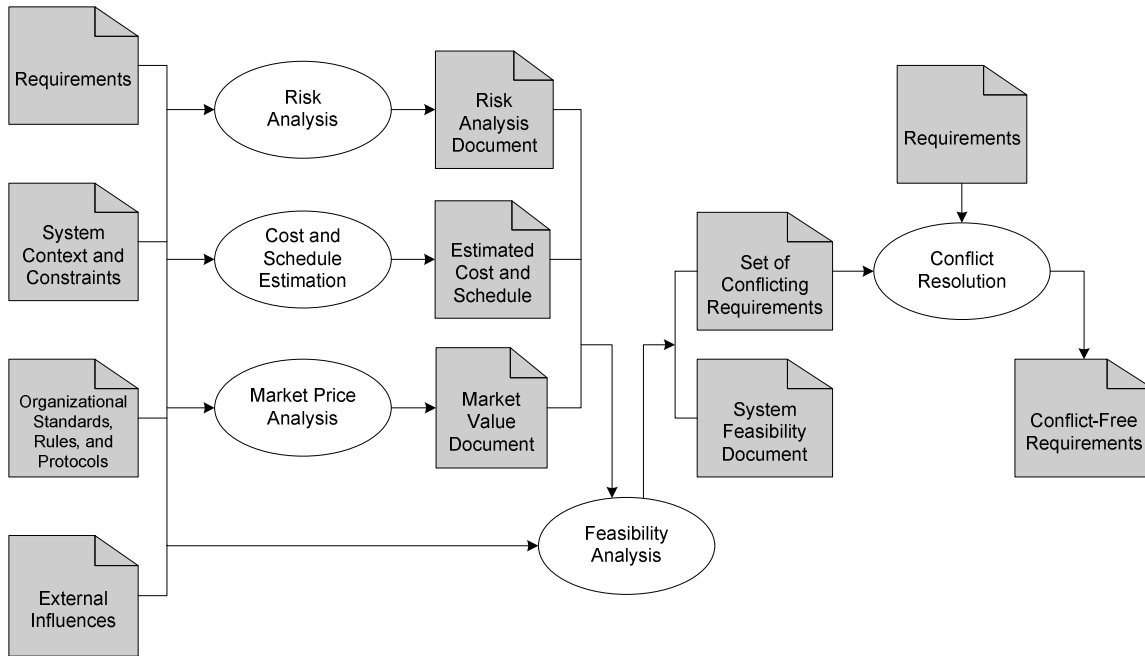 Requirements
Risk
Analysis
Risk
Analysis
Document
Requirements
System
Context and
Constraints
Cost and
Schedule
Estimation
Estimated
Cost and
Schedule
Set of
Conflicting
Requirements
Conflict
Resolution
Organizational
Standards,
Rules, and
Protocols
Market Price
Analysis
Market
Value
Document
System
Feasibility
Document
Conflict-Free
Requirements
Feasibility
Analysis
External
Influences